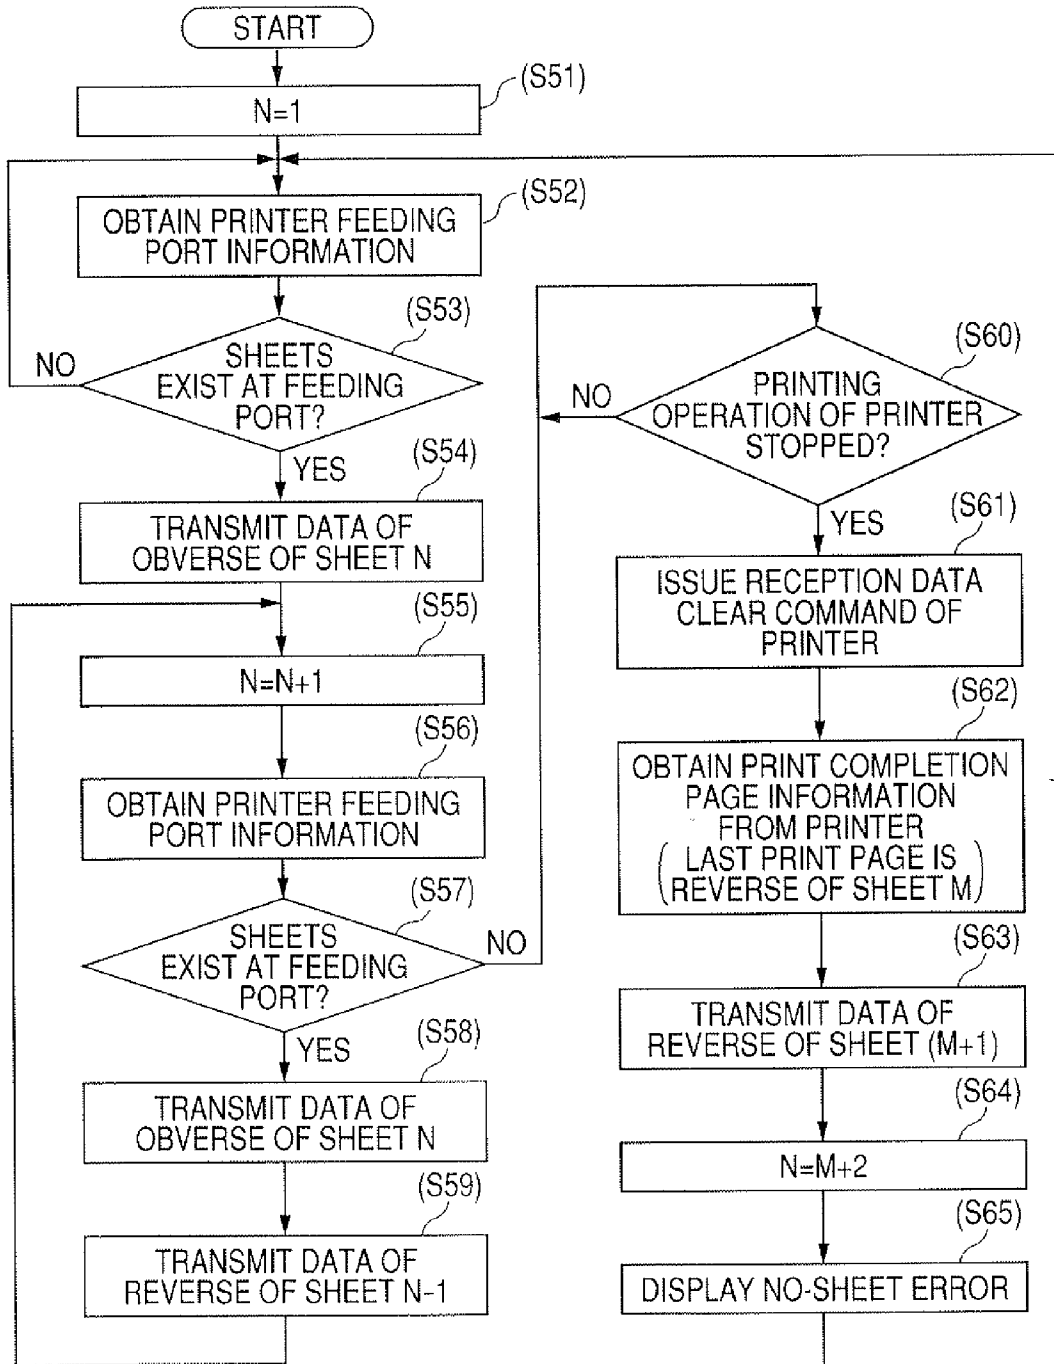 START
(S51)
N=1
(S52)
OBTAIN PRINTER FEEDING
PORT INFORMATION
(S53)
SHEETS
EXIST AT FEEDING
PORT?
NO
YES
(S54)
TRANSMIT DATA OF
OBVERSE OF SHEET N
(S55)
N=N+1
(S56)
OBTAIN PRINTER FEEDING
PORT INFORMATION
(S57)
SHEETS
EXIST AT FEEDING
PORT?
NO
YES
(S58)
TRANSMIT DATA OF
OBVERSE OF SHEET N
(S59)
TRANSMIT DATA OF
REVERSE OF SHEET N-1
(S60)
PRINTING
OPERATION OF PRINTER
STOPPED?
NO
YES
(S61)
ISSUE RECEPTION DATA
CLEAR COMMAND OF
PRINTER
(S62)
OBTAIN PRINT COMPLETION
PAGE INFORMATION
FROM PRINTER
(LAST PRINT PAGE IS
REVERSE OF SHEET M)
(S63)
TRANSMIT DATA OF
REVERSE OF SHEET (M+1)
(S64)
N=M+2
(S65)
DISPLAY NO-SHEET ERROR